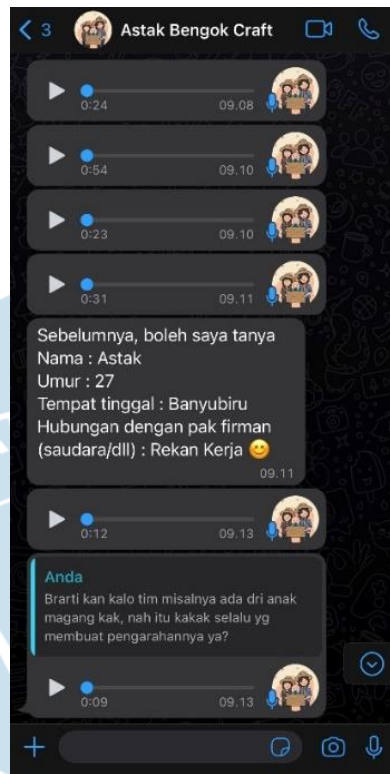 3 Astak Bengok Craft
0:24 09.08
0:54 09.10
0:23 09.10
0:31 09.11
Sebelumnya, boleh saya tanya
Nama : Astak
Umur : 27
Tempat tinggal : Banyubiru
Hubungan dengan pak firman
(saudara/dll) : Rekan Kerja 😊
09.11
0:12 09.13
Anda
Brarti kan kalo tim misalnya ada dri anak
magang kak, nah itu kakak selalu yg
membuat pengarahannya ya?
0:09 09.13